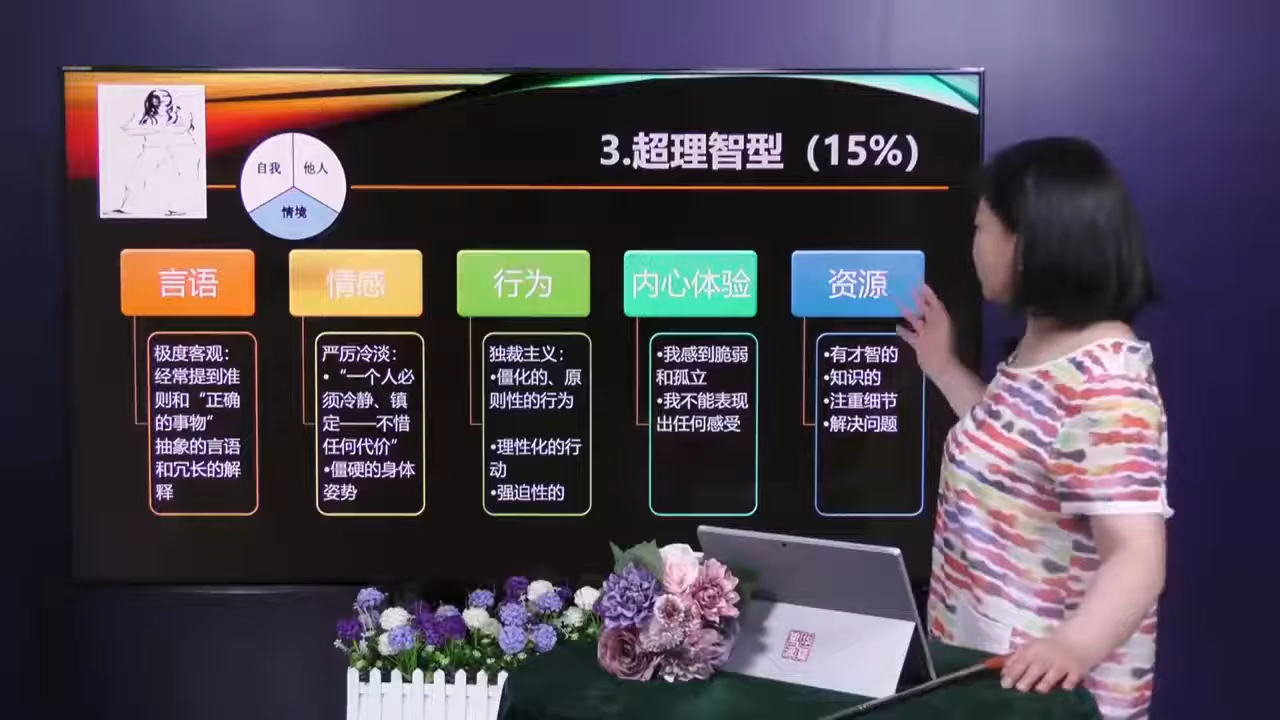 3.超理智型（15%）
自我
他人
情境
言语
极度客观：
经常提到准
则和“正确
的事物”
抽象的言语
和冗长的解
释
情感
严厉冷淡：
•“一个人必
须冷静、镇
定——不惜
任何代价”
•僵硬的身体
姿势
行为
独裁主义：
•僵化的、原
则性的行为
•理性化的行
动
•强迫性的
内心体验
•我感到脆弱
和孤立
•我不能表现
出任何感受
资源
•有才智的
•知识的
•注重细节
•解决问题